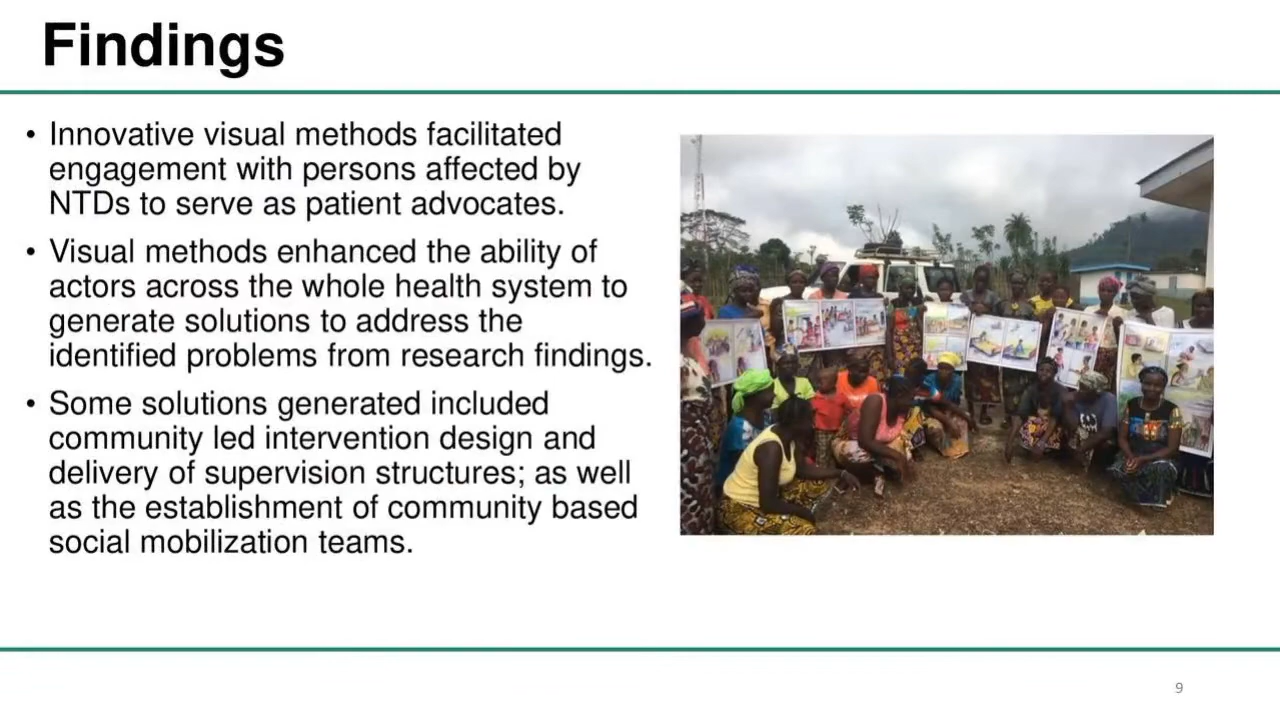 Findings
• Innovative visual methods facilitated
engagement with persons affected by
NTDs to serve as patient advocates.
• Visual methods enhanced the ability of
actors across the whole health system to
generate solutions to address the
identified problems from research findings.
• Some solutions generated included
community led intervention design and
delivery of supervision structures; as well
as the establishment of community based
social mobilization teams.
9